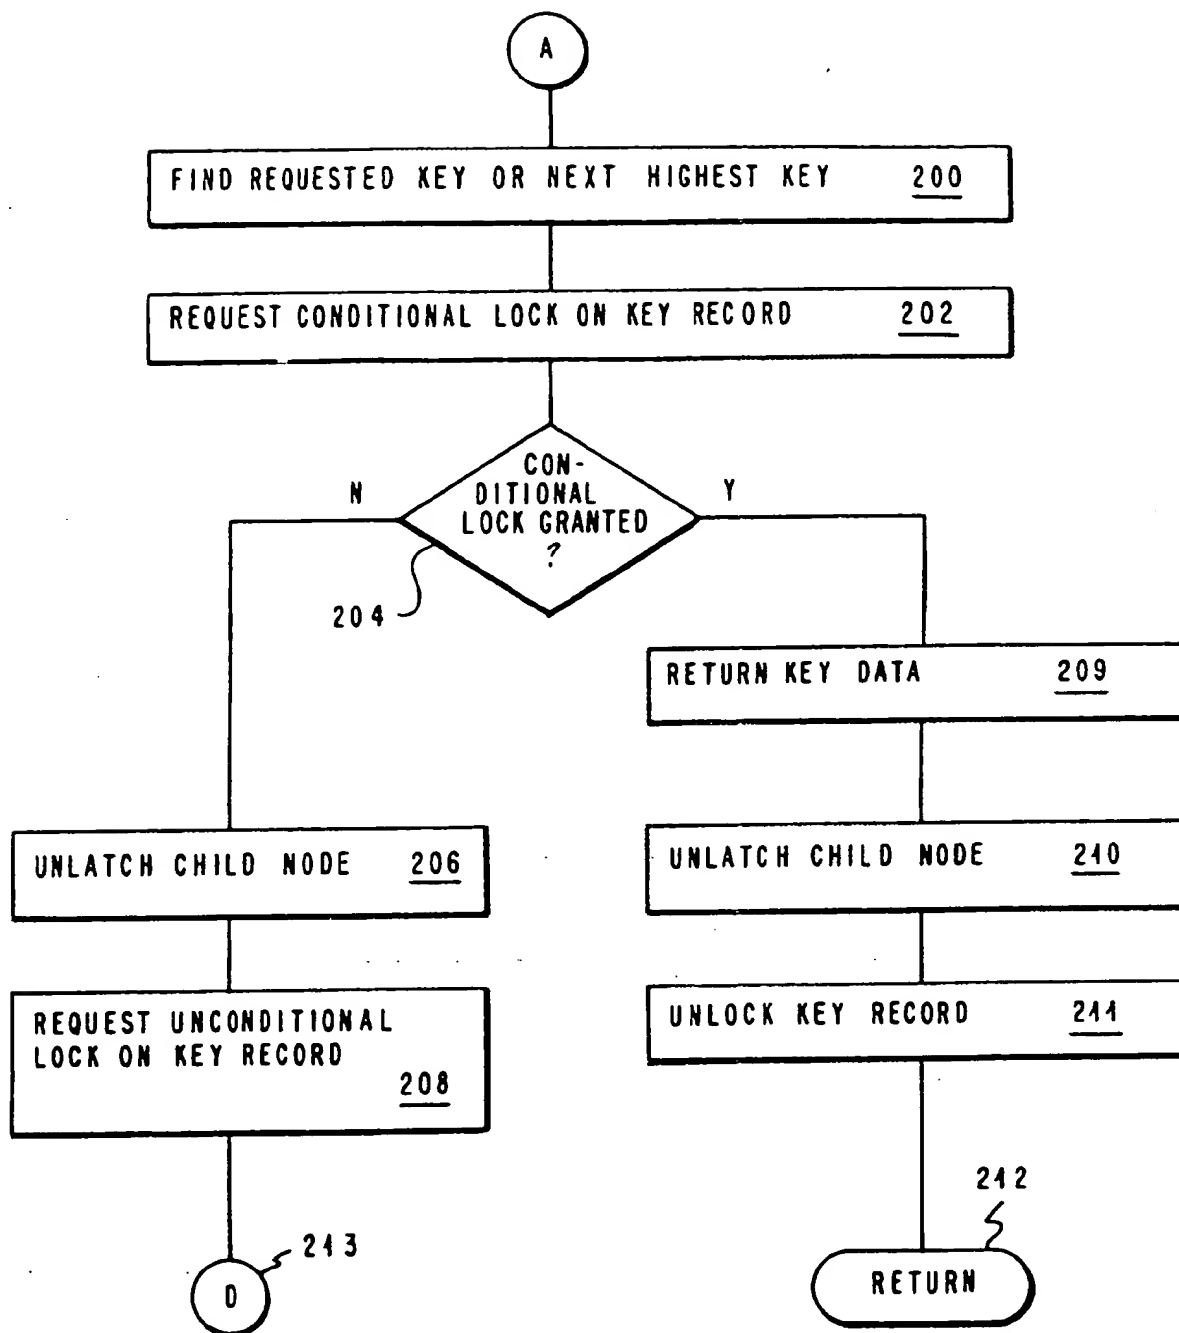 A
FIND REQUESTED KEY OR NEXT HIGHEST KEY 200
REQUEST CONDITIONAL LOCK ON KEY RECORD 202
CON-
DITIONAL
LOCK GRANTED
?
N
Y
204
RETURN KEY DATA 209
UNLATCH CHILD NODE 206
UNLATCH CHILD NODE 210
REQUEST UNCONDITIONAL
LOCK ON KEY RECORD
208
UNLOCK KEY RECORD 211
212
213
D
RETURN